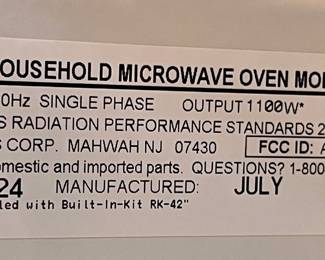 OUSEHOLD MICROWAVE OVEN MO
0Hz SINGLE PHASE OUTPUT 1100W*
S RADIATION PERFORMANCE STANDARDS 2
S CORP. MAHWAH NJ 07430 FCC ID: A
omestic and imported parts. QUESTIONS? 1-800
24 MANUFACTURED: JULY
led with Built-In-Kit RK-42"